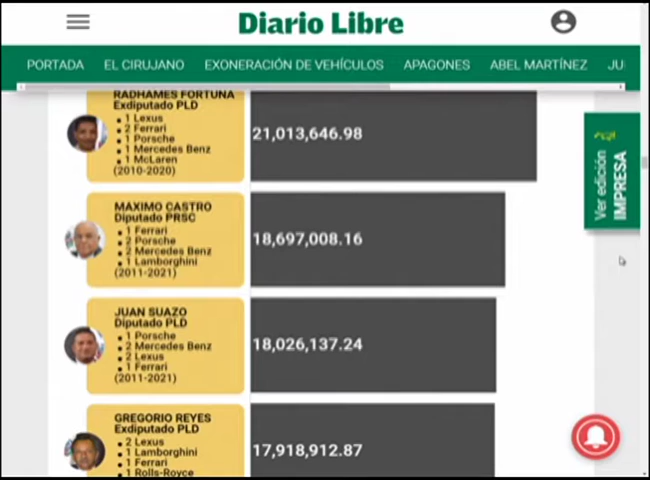 Diario Libre
PORTADA EL CIRUJANO EXONERACIÓN DE VEHÍCULOS APAGONES ABEL MARTÍNEZ JU
RADHAMES FORTUNA
Exdiputado PLD
• 1 Lexus
• 2 Ferrari
• 1 Porsche
• 1 Mercedes Benz
• 1 McLaren
(2010-2020)
21,013,646.98
MAXIMO CASTRO
Diputado PRSC
• 1 Ferrari
• 2 Porsche
• 2 Mercedes Benz
• 1 Lamborghini
(2011-2021)
18,697,008.16
JUAN SUAZO
Diputado PLD
• 1 Porsche
• 2 Mercedes Benz
• 2 Lexus
• 1 Ferrari
(2011-2021)
18,026,137.24
GREGORIO REYES
Exdiputado PLD
• 2 Lexus
• 1 Lamborghini
• 1 Ferrari
• 1 Rolls-Royce
17,918,912.87
Ver edición
IMPRESA